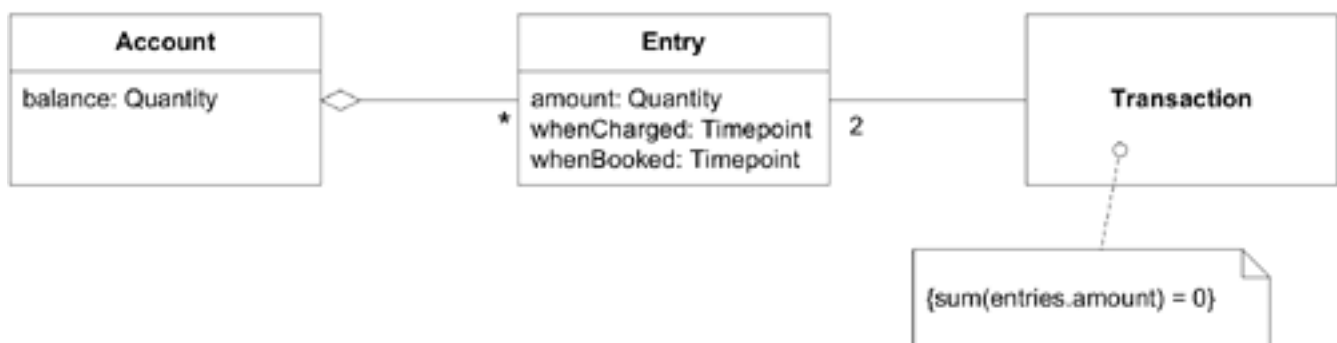 Account
balance: Quantity
*
Entry
amount: Quantity
whenCharged: Timepoint
whenBooked: Timepoint
2
Transaction
{sum(entries.amount) = 0}